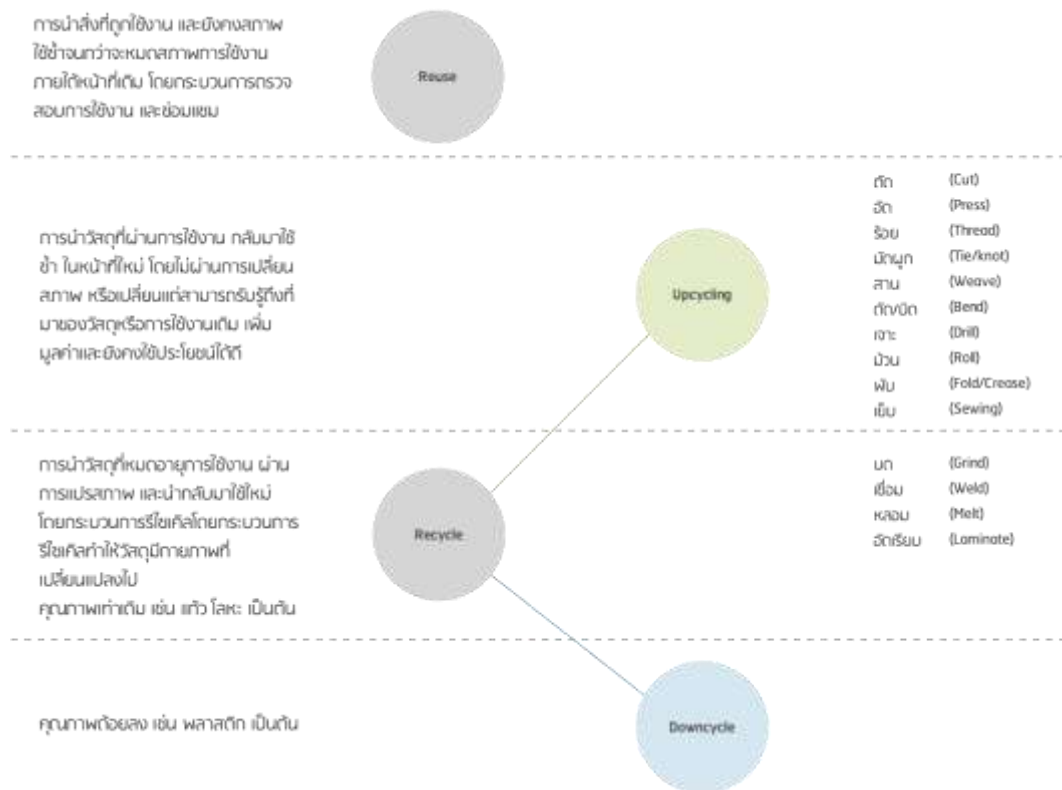 การนำสิ่งที่ถูกใช้งาน และยังคงสภาพ
ใช้ซ้ำจนกว่าจะหมดสภาพการใช้งาน
ภายใต้หน้าที่เดิม โดยกระบวนการตรวจ
สอบการใช้งาน และซ่อมแซม
Reuse
การนำวัสดุที่ผ่านการใช้งาน กลับมาใช้
ซ้ำ ในหน้าที่ใหม่ โดยไม่ผ่านการเปลี่ยน
สภาพ หรือเปลี่ยนแต่สามารถรับรู้ถึงที่
มาของวัสดุหรือการใช้งานเดิม เพิ่ม
มูลค่าและยังคงใช้ประโยชน์ได้ดี
Upcycling
ตัด (Cut)
อัด (Press)
ร้อย (Thread)
มัดผูก (Tie/knot)
สาน (Weave)
ดัด/บิด (Bend)
เจาะ (Drill)
ม้วน (Roll)
พับ (Fold/Crease)
เย็บ (Sewing)
การนำวัสดุที่หมดอายุการใช้งาน ผ่าน
การแปรสภาพ และนำกลับมาใช้ใหม่
โดยกระบวนการรีไซเคิลโดยกระบวนการ
รีไซเคิลทำให้วัสดุมีกายภาพที่
เปลี่ยนแปลงไป
คุณภาพเท่าเดิม เช่น แก้ว โลหะ เป็นต้น
Recycle
บด (Grind)
เชื่อม (Weld)
หลอม (Melt)
อัดเรียบ (Laminate)
คุณภาพด้อยลง เช่น พลาสติก เป็นต้น
Downcycle